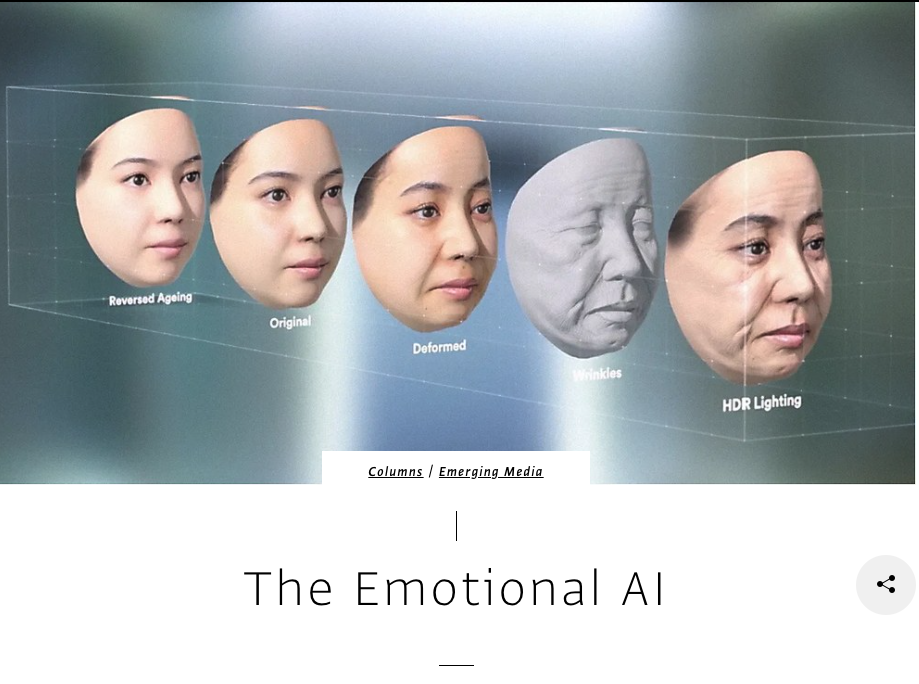 Reversed Ageing
Original
Deformed
Wrinkles
HDR Lighting
Columns / Emerging Media
The Emotional AI